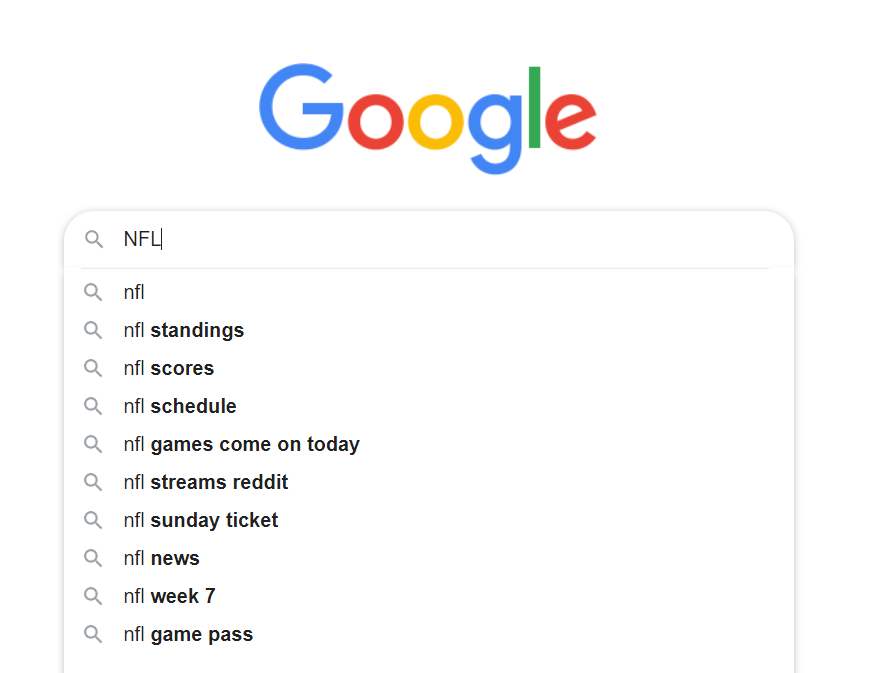 Google
NFL
nfl
nfl standings
nfl scores
nfl schedule
nfl games come on today
nfl streams reddit
nfl sunday ticket
nfl news
nfl week 7
nfl game pass